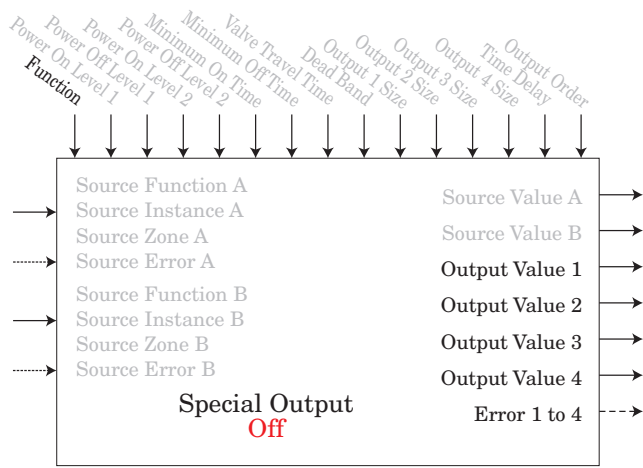 Function
Power On Level 1
Power Off Level 1
Power On Level 2
Power Off Level 2
Minimum On Time
Minimum Off Time
Valve Travel Time
Dead Band
Output 1 Size
Output 2 Size
Output 3 Size
Output 4 Size
Time Delay
Output Order
Source Function A
Source Instance A
Source Zone A
Source Error A
Source Function B
Source Instance B
Source Zone B
Source Error B
Source Value A
Source Value B
Output Value 1
Output Value 2
Output Value 3
Output Value 4
Error 1 to 4
Special Output
Off